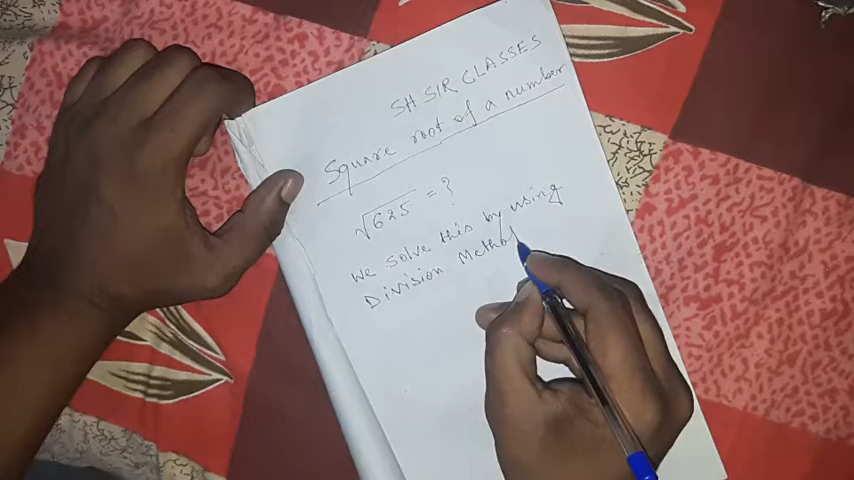 SH SIR CLASSES
Square root of a number
√625 = ?
We solve this by using
Division Method